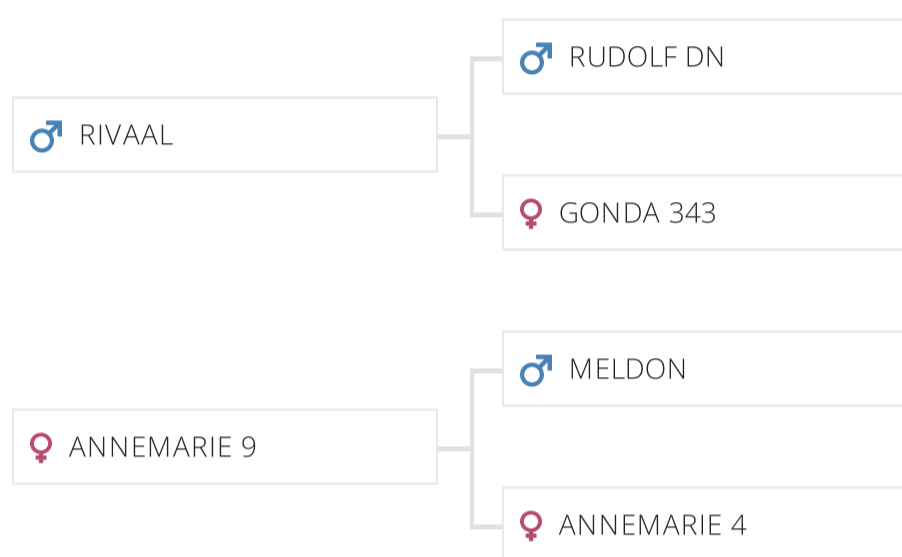 RUDOLF DN
RIVAAL
GONDA 343
MELDON
ANNEMARIE 9
ANNEMARIE 4